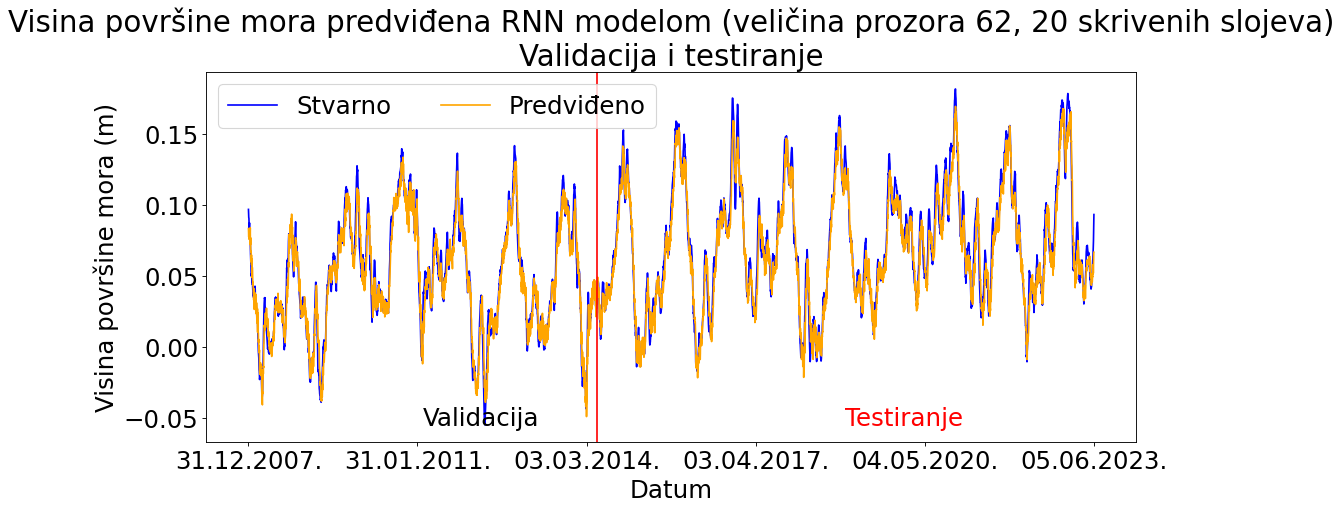 Visina površine mora predviđena RNN modelom (veličina prozora 62, 20 skrivenih slojeva)
Validacija i testiranje
Stvarno
Predviđeno
Visina površine mora (m)
0.15
0.10
0.05
0.00
−0.05
Validacija
Testiranje
31.12.2007.
31.01.2011.
03.03.2014.
03.04.2017.
04.05.2020.
05.06.2023.
Datum